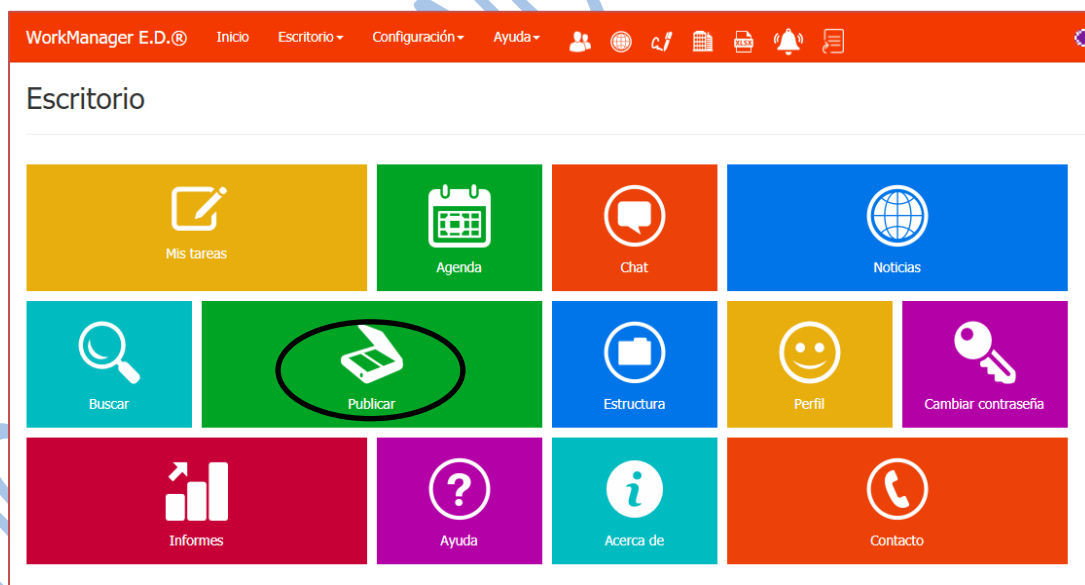 WorkManager E.D.® Inicio Escritorio Configuración Ayuda XLSX
Escritorio
Mis tareas
Agenda
Chat
Noticias
Buscar
Publicar
Estructura
Perfil
Cambiar contraseña
Informes
Ayuda
Acerca de
Contacto